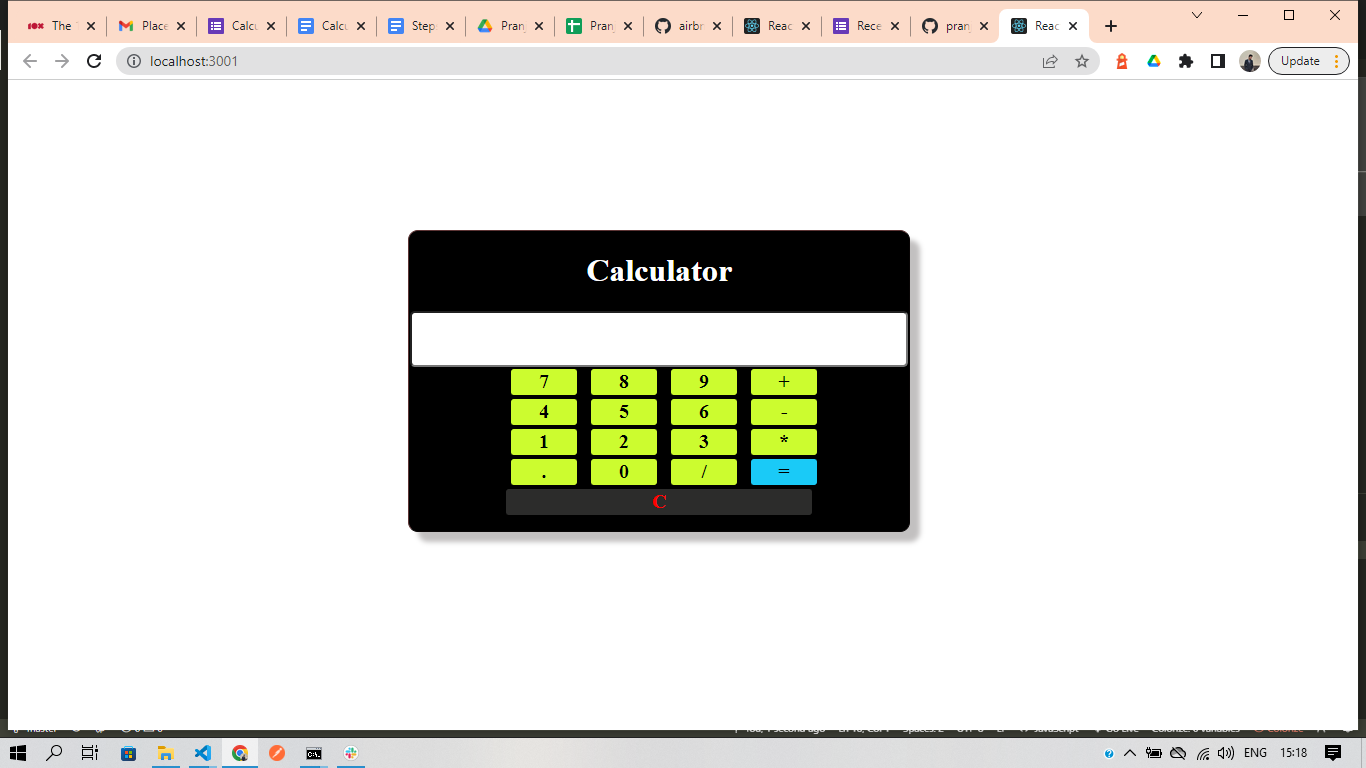 The Place Calcu Calcu Step Pran Pran airbr Reac Rece pran Reac
localhost:3001 Update
Calculator
7 8 9 +
4 5 6 -
1 2 3 *
. 0 / =
C
ENG 15:18